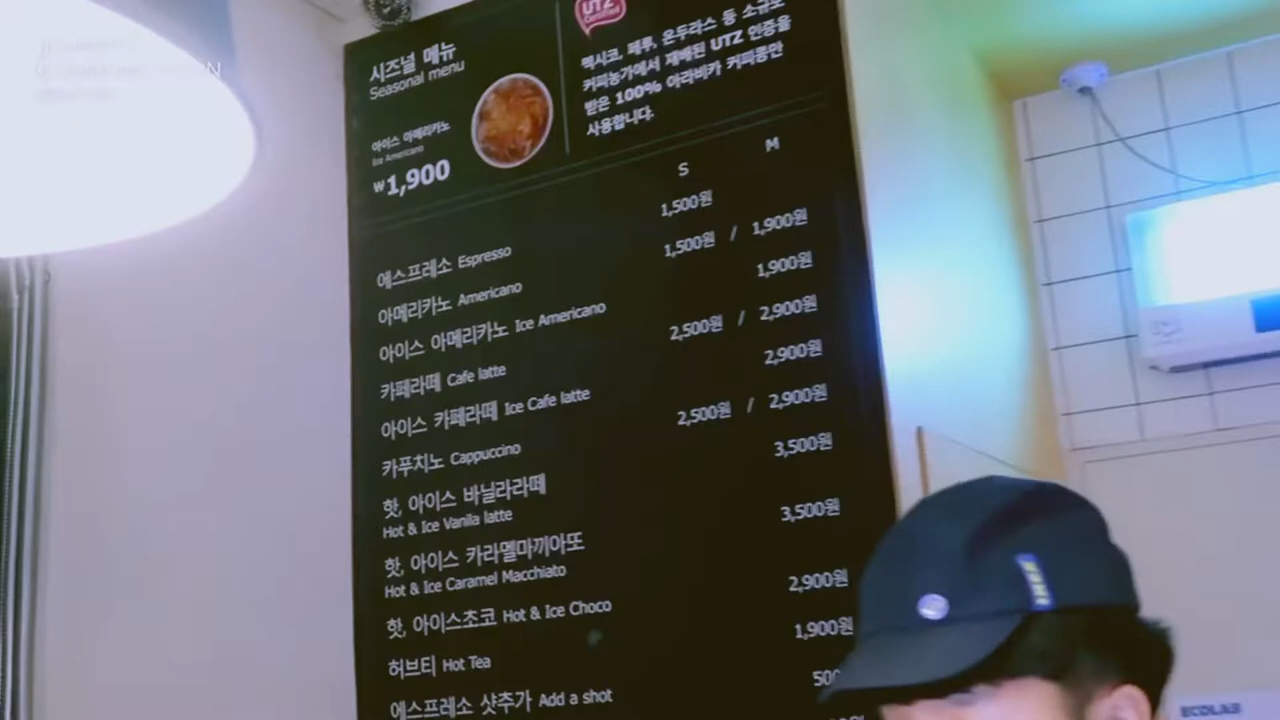 시즈널 메뉴
Seasonal menu
아이스 아메리카노
Ice Americano
₩1,900
UTZ
Certified
멕시코, 페루, 온두라스 등 소규모
커피농가에서 재배된 UTZ 인증을
받은 100% 아라비카 커피콩만
사용합니다.
S M
에스프레소 Espresso 1,500원
아메리카노 Americano 1,500원 / 1,900원
아이스 아메리카노 Ice Americano 1,900원
카페라떼 Cafe latte 2,500원 / 2,900원
아이스 카페라떼 Ice Cafe latte 2,900원
카푸치노 Cappuccino 2,500원 / 2,900원
핫, 아이스 바닐라라떼 3,500원
Hot & Ice Vanila latte
핫, 아이스 카라멜마끼아또 3,500원
Hot & Ice Caramel Macchiato
핫, 아이스초코 Hot & Ice Choco 2,900원
허브티 Hot Tea 1,900원
에스프레소 샷추가 Add a shot 500
ECOLAB